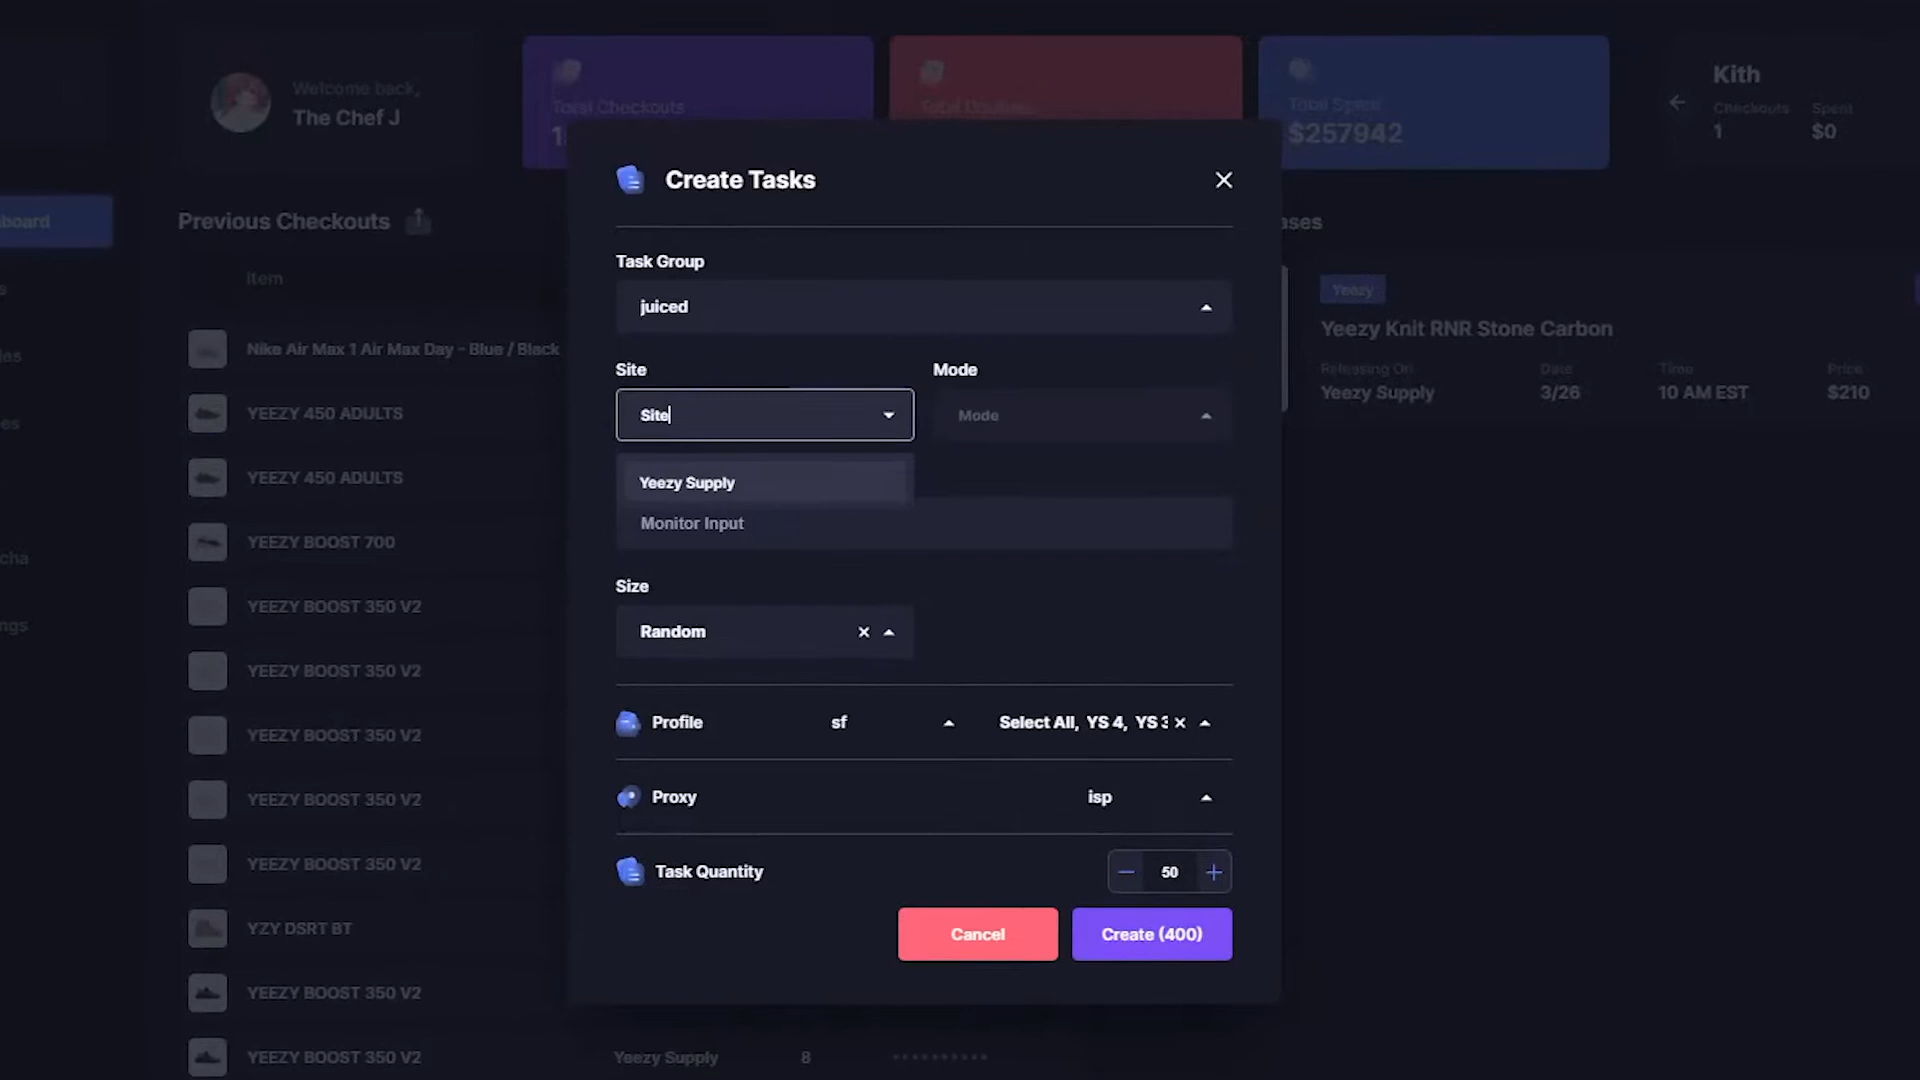 Welcome back,
The Chef J
Total Checkouts
Total Spent
$257942
Kith
Checkouts
1
Spent
$0
board
Previous Checkouts
Item
Nike Air Max 1 Air Max Day - Blue / Black
YEEZY 450 ADULTS
YEEZY 450 ADULTS
YEEZY BOOST 700
YEEZY BOOST 350 V2
YEEZY BOOST 350 V2
YEEZY BOOST 350 V2
YEEZY BOOST 350 V2
YEEZY BOOST 350 V2
YZY DSRT BT
YEEZY BOOST 350 V2
YEEZY BOOST 350 V2
Yeezy Supply
8
Create Tasks
Task Group
juiced
Site
Mode
Site
Mode
Yeezy Supply
Monitor Input
Size
Random
Profile
sf
Select All, YS 4, YS 3
Proxy
isp
Task Quantity
50
Cancel
Create (400)
ases
Yeezy
Yeezy Knit RNR Stone Carbon
Releasing On
Date
Time
Price
Yeezy Supply
3/26
10 AM EST
$210
es
cha
ngs